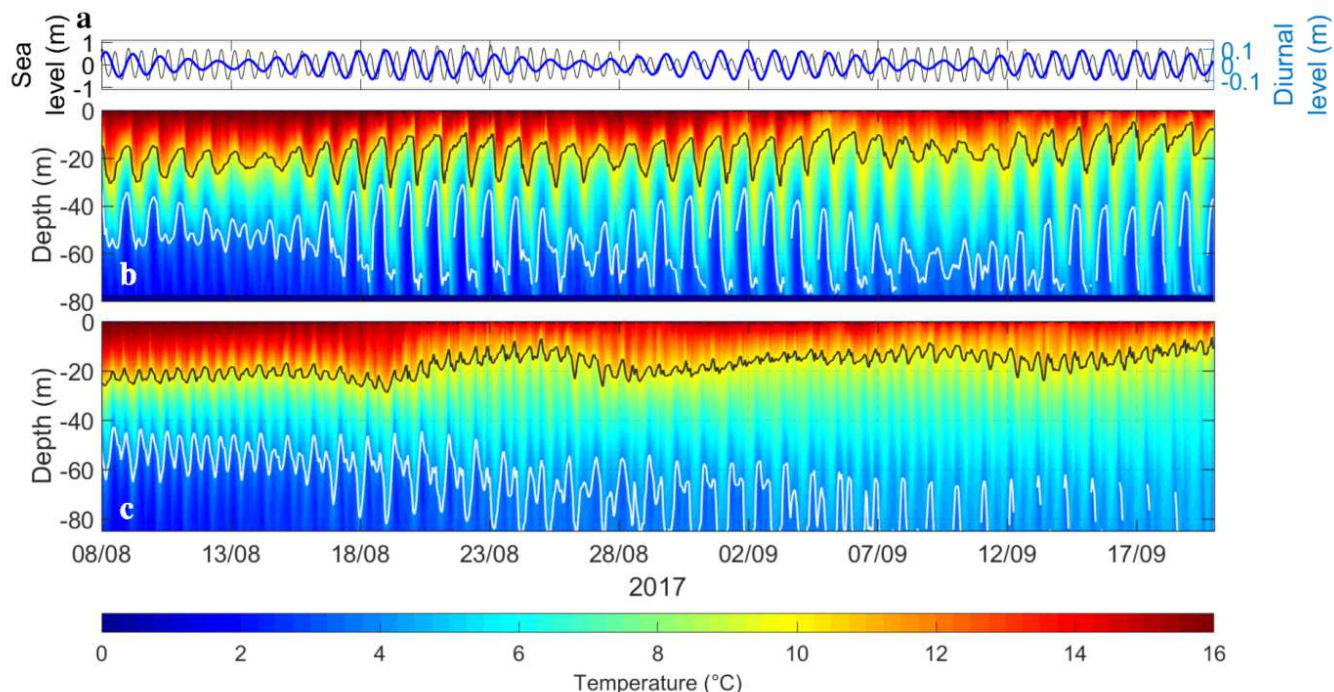 a
Sea
level (m)
1
0
-1
0.1
0
-0.1
Diurnal
level (m)
Depth (m)
0
-20
-40
-60
-80
b
Depth (m)
0
-20
-40
-60
-80
c
08/08 13/08 18/08 23/08 28/08 02/09 07/09 12/09 17/09
2017
0 2 4 6 8 10 12 14 16
Temperature (°C)